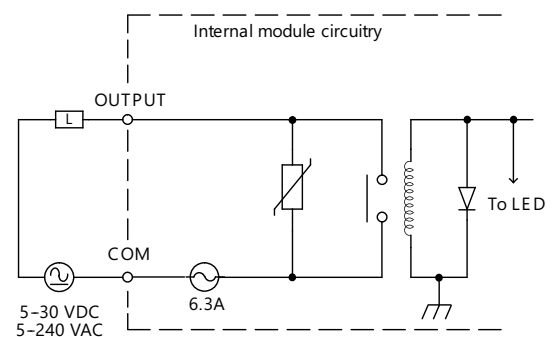 Internal module circuitry
OUTPUT
L
To LED
COM
6.3A
5–30 VDC
5–240 VAC